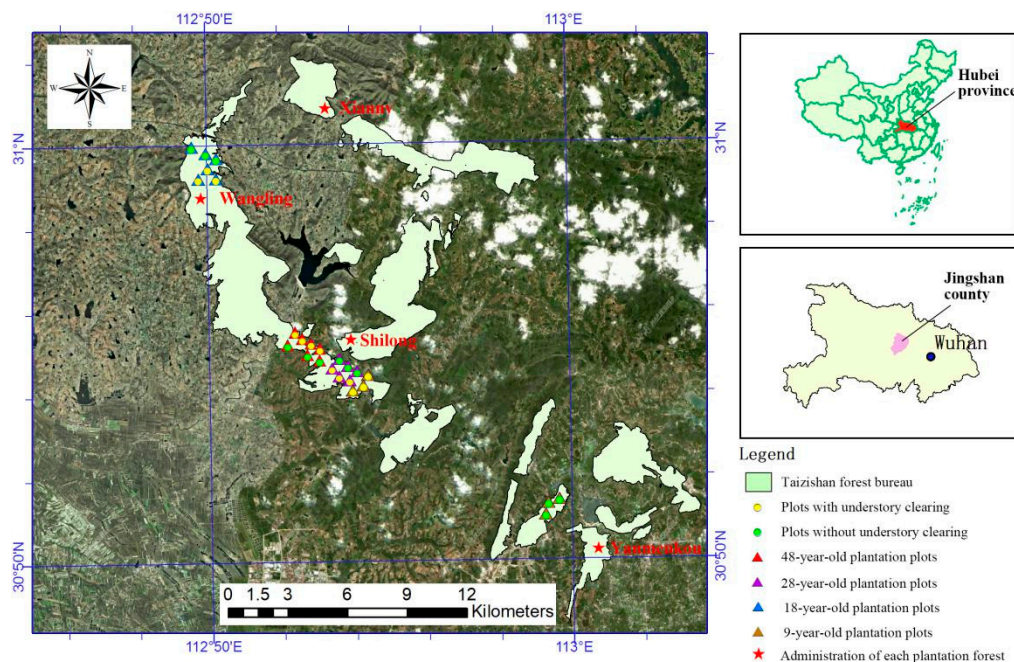 112°50'E
113°E
N
W
E
S
Xianny
31°N
31°N
Wangling
Shilong
Yanmenkou
30°50'N
30°50'N
0 1.5 3 6 9 12
Kilometers
112°50'E
113°E
Hubei
province
Jingshan
county
Wuhan
Legend
Taizishan forest bureau
Plots with understory clearing
Plots without understory clearing
48-year-old plantation plots
28-year-old plantation plots
18-year-old plantation plots
9-year-old plantation plots
Administration of each plantation forest